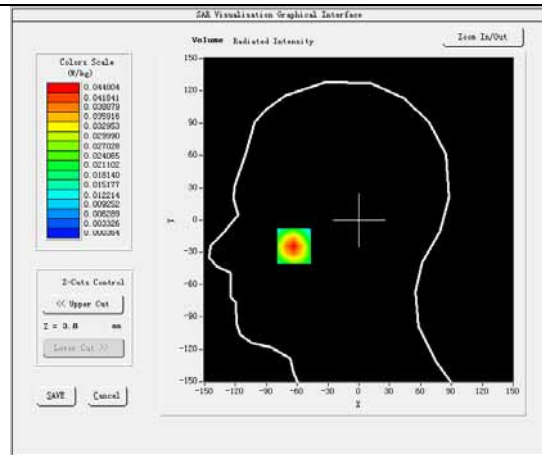 SAR Visualisation Graphical Interface
Volume Radiated Intensity
Zoom In/Out
Colors Scale
(W/kg)
0.044804
0.041841
0.038879
0.035916
0.032953
0.029990
0.027028
0.024065
0.021102
0.018140
0.015177
0.012214
0.009252
0.006289
0.003326
0.000364
Z-Cuts Control
<< Upper Cut
Z = 3.8 mm
Lower Cut >>
SAVE
Cancel
150
120
90
60
30
0
-30
-60
-90
-120
-150
Y
-150 -120 -90 -60 -30 0 30 60 90 120 150
X